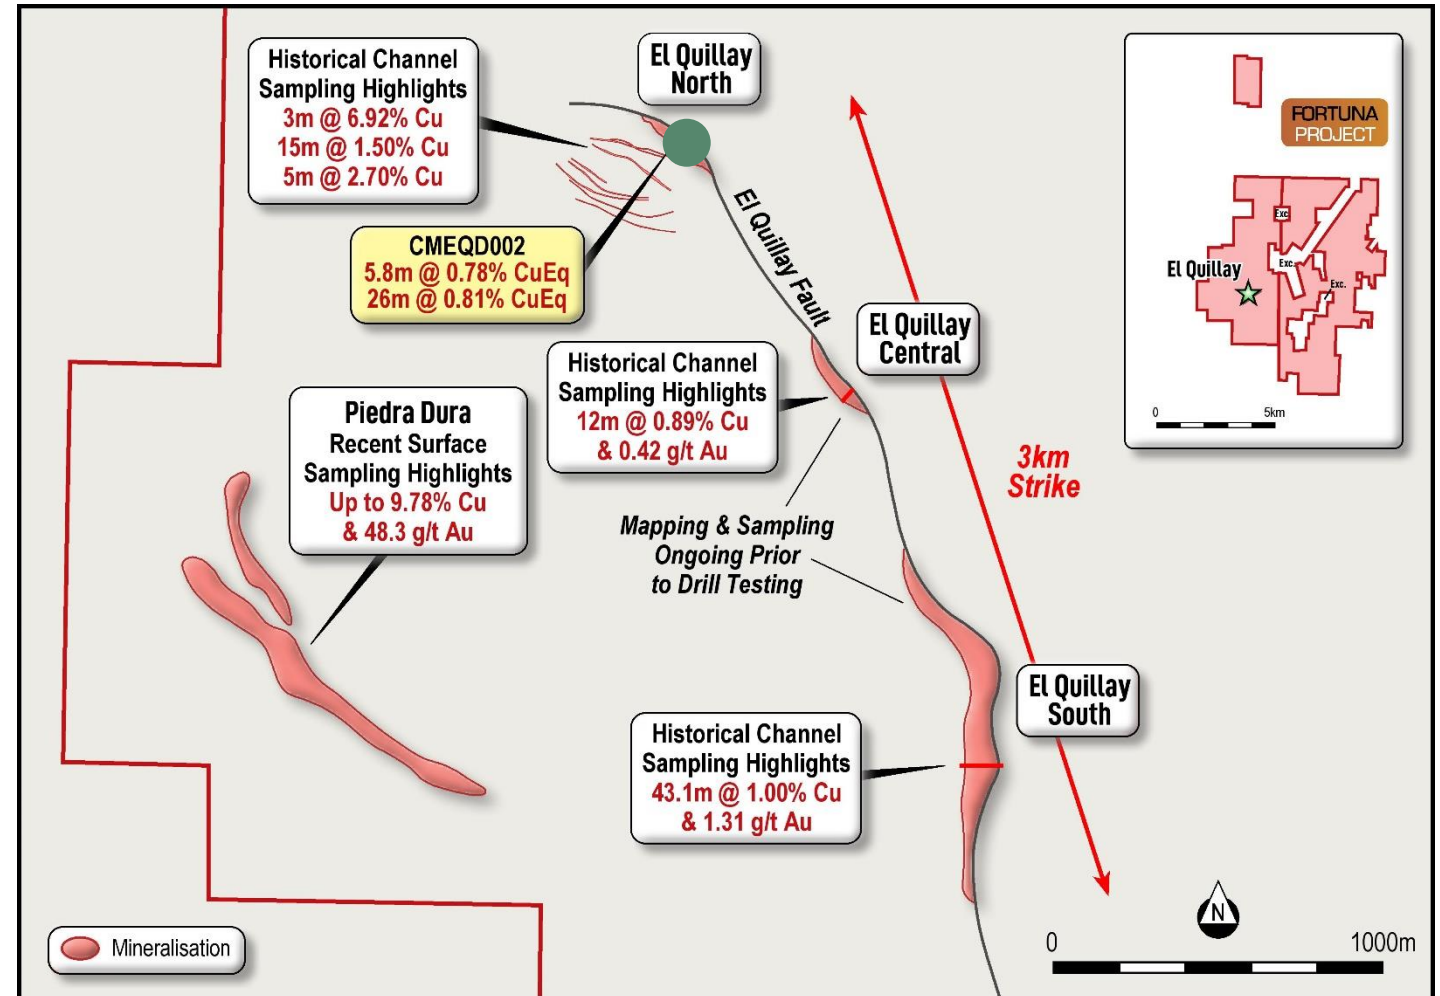 Historical Channel
Sampling Highlights
3m @ 6.92% Cu
15m @ 1.50% Cu
5m @ 2.70% Cu
El Quillay
North
FORTUNA
PROJECT
Exc
Exc.
Exc.
El Quillay
0 5km
CMEQD002
5.8m @ 0.78% CuEq
26m @ 0.81% CuEq
El Quillay Fault
El Quillay
Central
Historical Channel
Sampling Highlights
12m @ 0.89% Cu
& 0.42 g/t Au
Piedra Dura
Recent Surface
Sampling Highlights
Up to 9.78% Cu
& 48.3 g/t Au
3km
Strike
Mapping & Sampling
Ongoing Prior
to Drill Testing
El Quillay
South
Historical Channel
Sampling Highlights
43.1m @ 1.00% Cu
& 1.31 g/t Au
N
Mineralisation
0 1000m